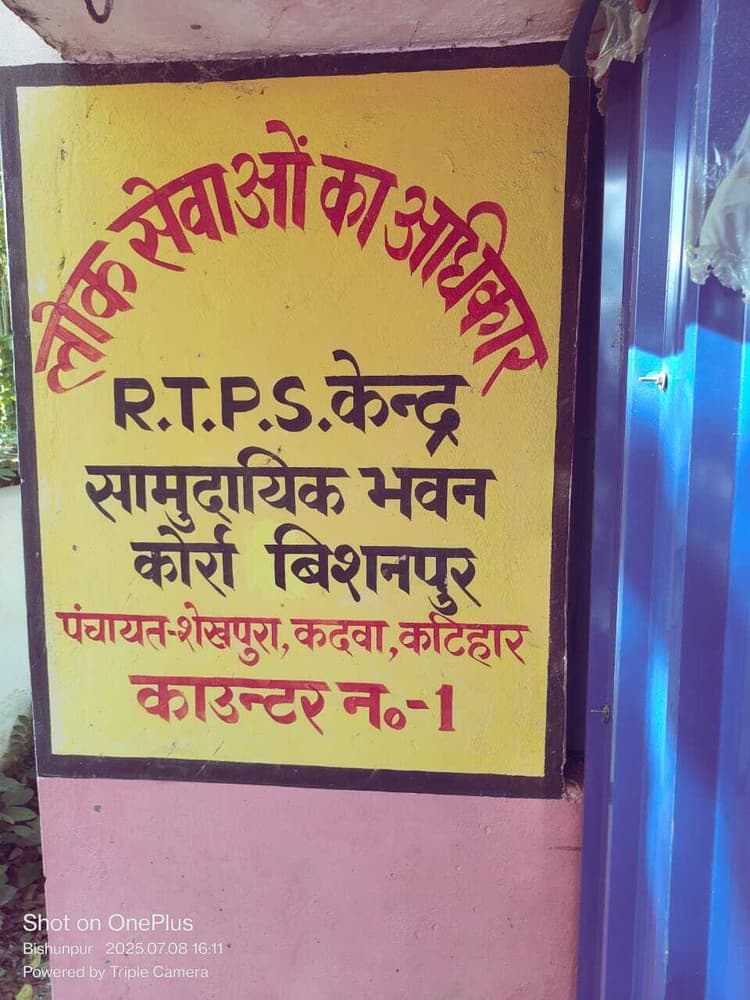 लोक सेवाओं का अधिकार
R.T.P.S. केन्द्र
सामुदायिक भवन
कोर्रा बिशनपुर
पंचायत-शेखपुरा, कदवा, कटिहार
काउन्टर न०-1
Shot on OnePlus
Bishunpur 2025.07.08 16:11
Powered by Triple Camera